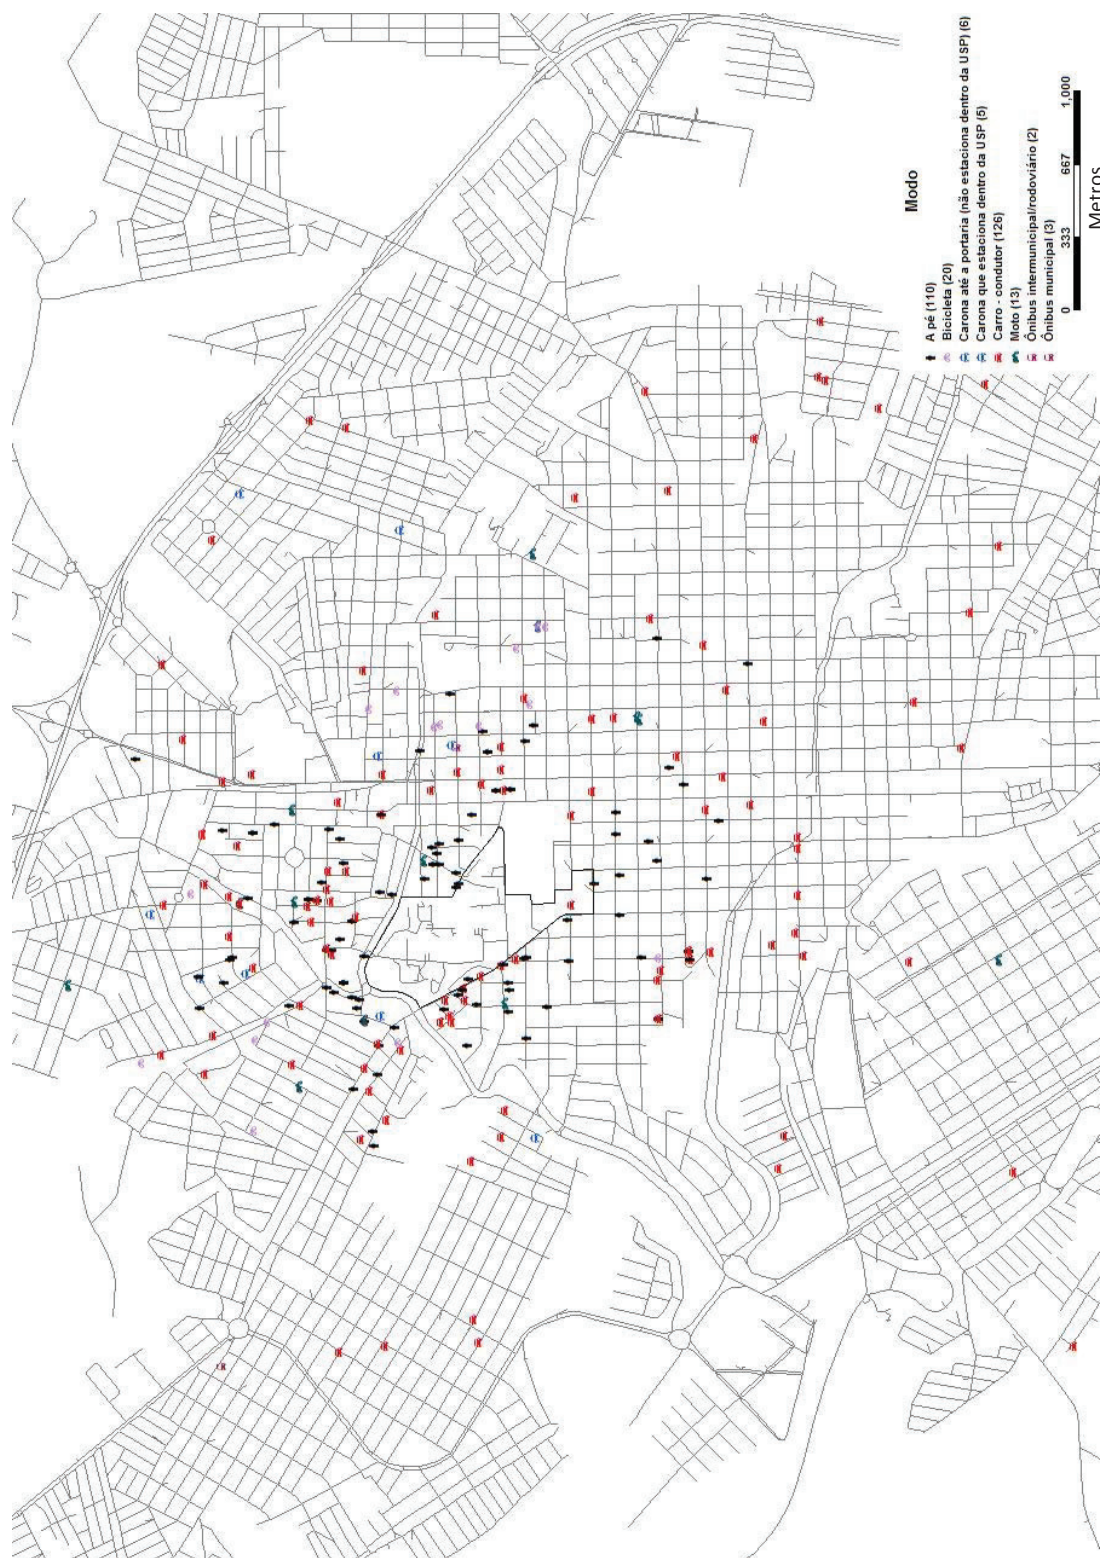 Modo
A pé (110)
Bicicleta (20)
Carona até a portaria (não estaciona dentro da USP) (6)
Carona que estaciona dentro da USP (5)
Carro - condutor (126)
Moto (13)
Ônibus intermunicipal/rodoviário (2)
Ônibus municipal (3)
0 333 667 1,000
Metros